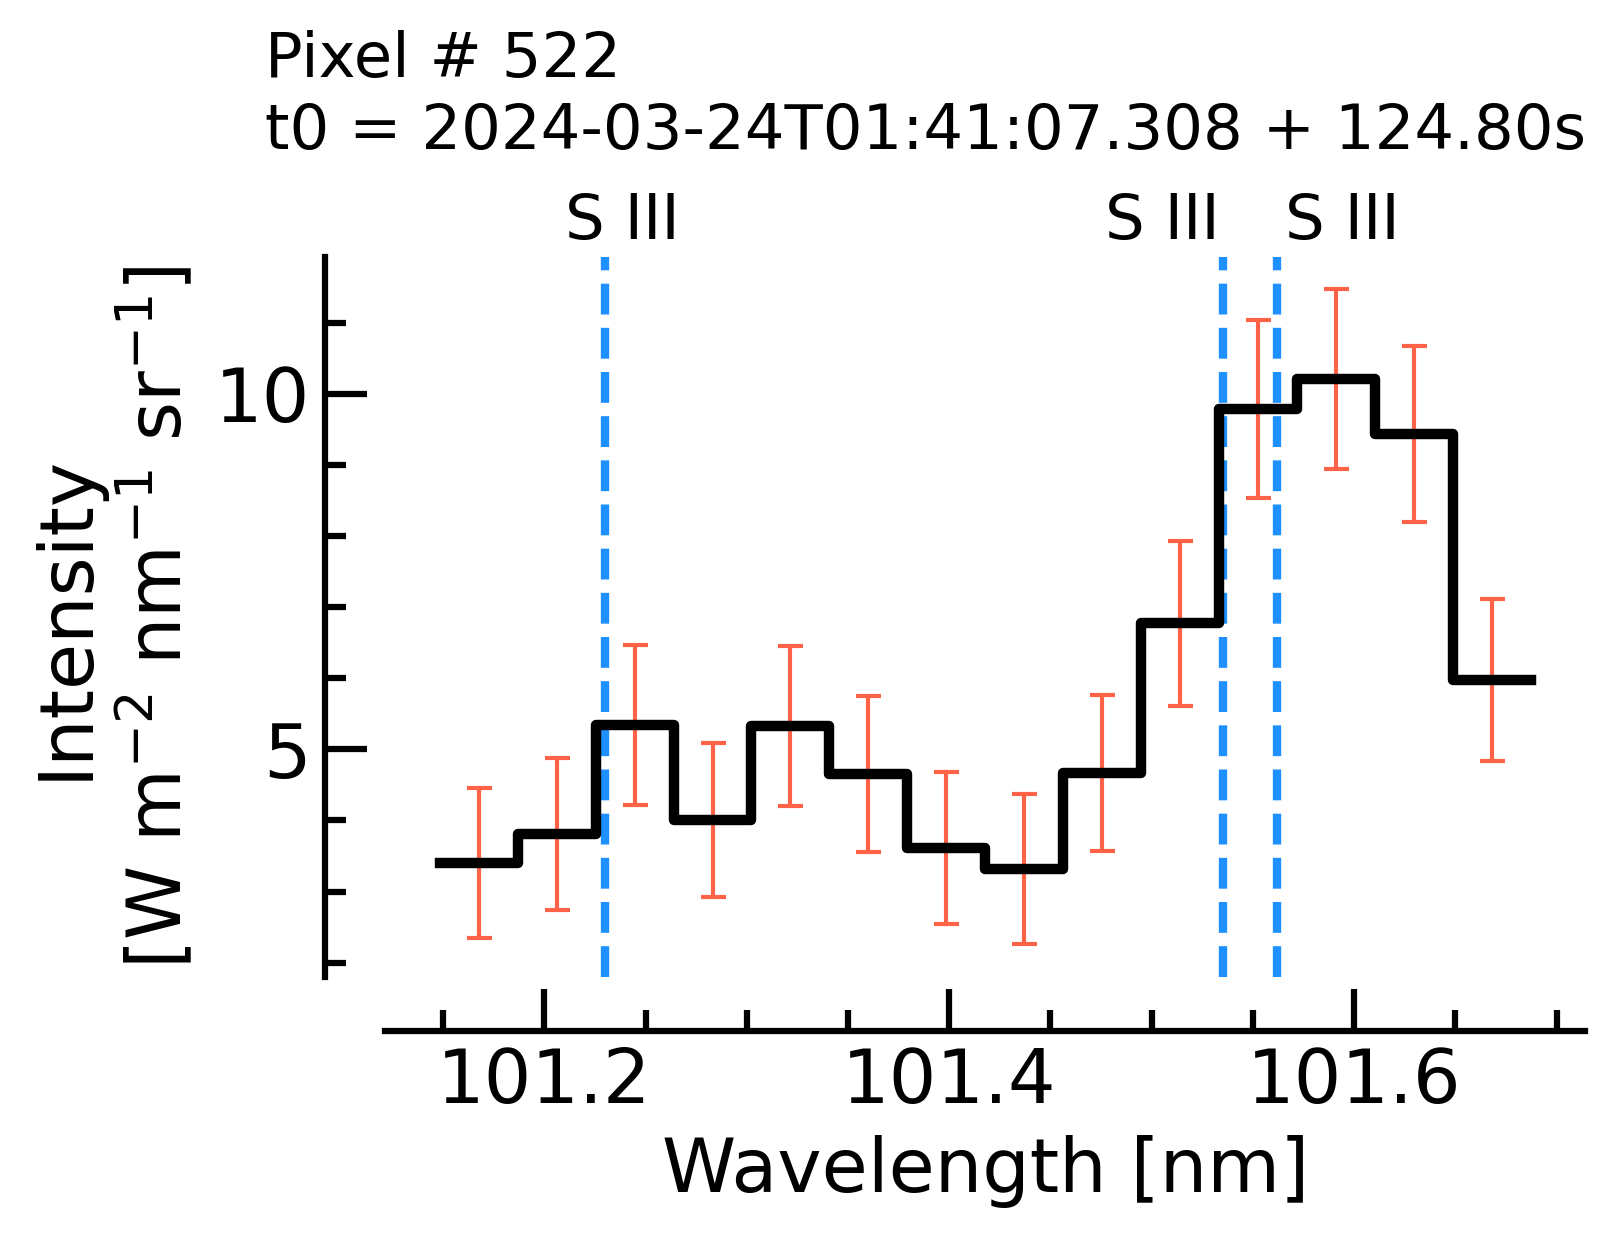 Pixel # 522
t0 = 2024-03-24T01:41:07.308 + 124.80s
S III S III S III
Intensity
[W m⁻² nm⁻¹ sr⁻¹]
10
5
101.2 101.4 101.6
Wavelength [nm]